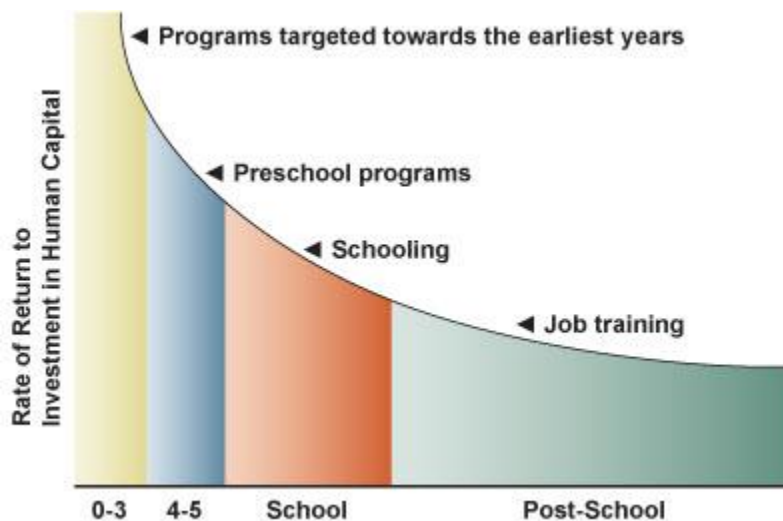 ◄ Programs targeted towards the earliest years
◄ Preschool programs
◄ Schooling
◄ Job training
Rate of Return to
Investment in Human Capital
0-3 4-5 School Post-School